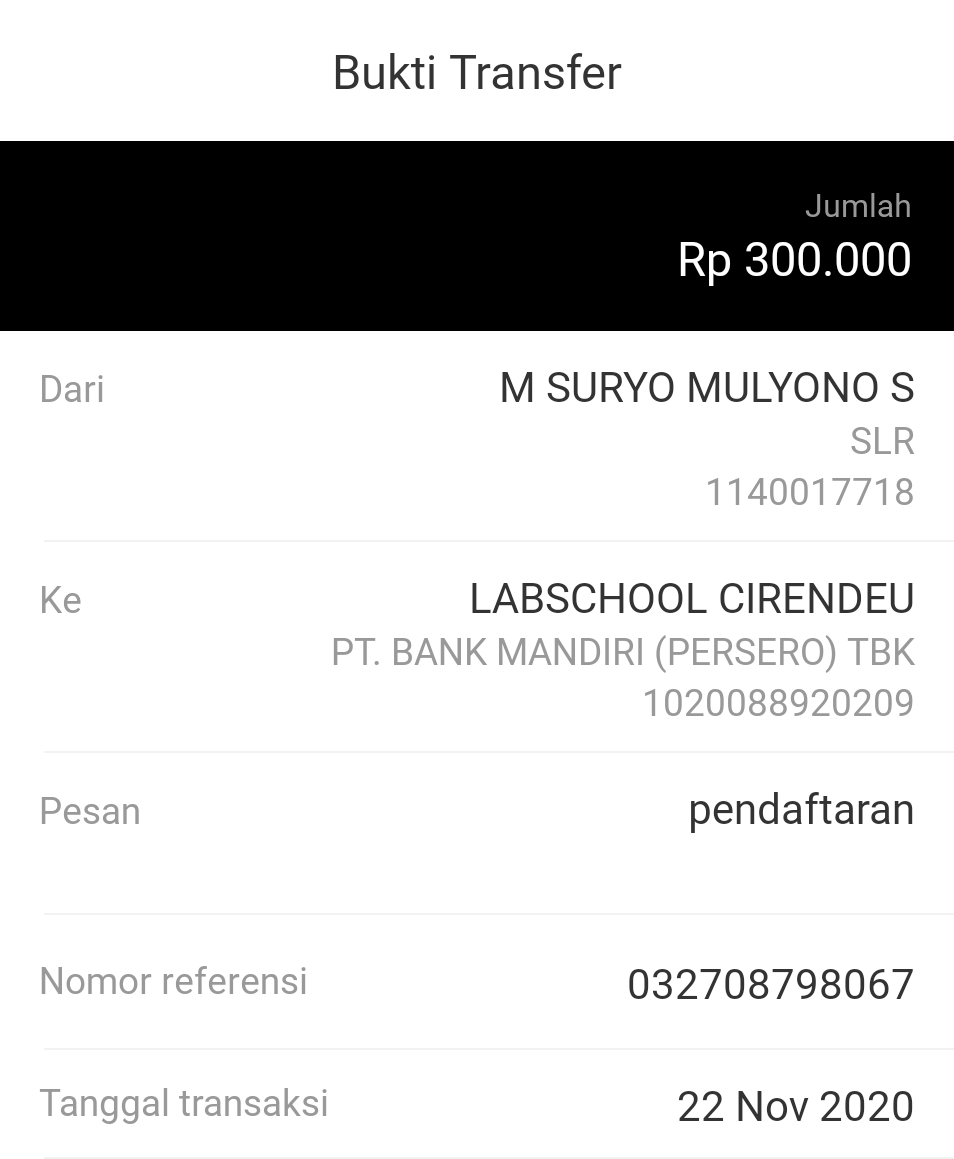 Bukti Transfer
Jumlah
Rp 300.000
Dari
M SURYO MULYONO S
SLR
1140017718
Ke
LABSCHOOL CIRENDEU
PT. BANK MANDIRI (PERSERO) TBK
1020088920209
Pesan
pendaftaran
Nomor referensi
032708798067
Tanggal transaksi
22 Nov 2020